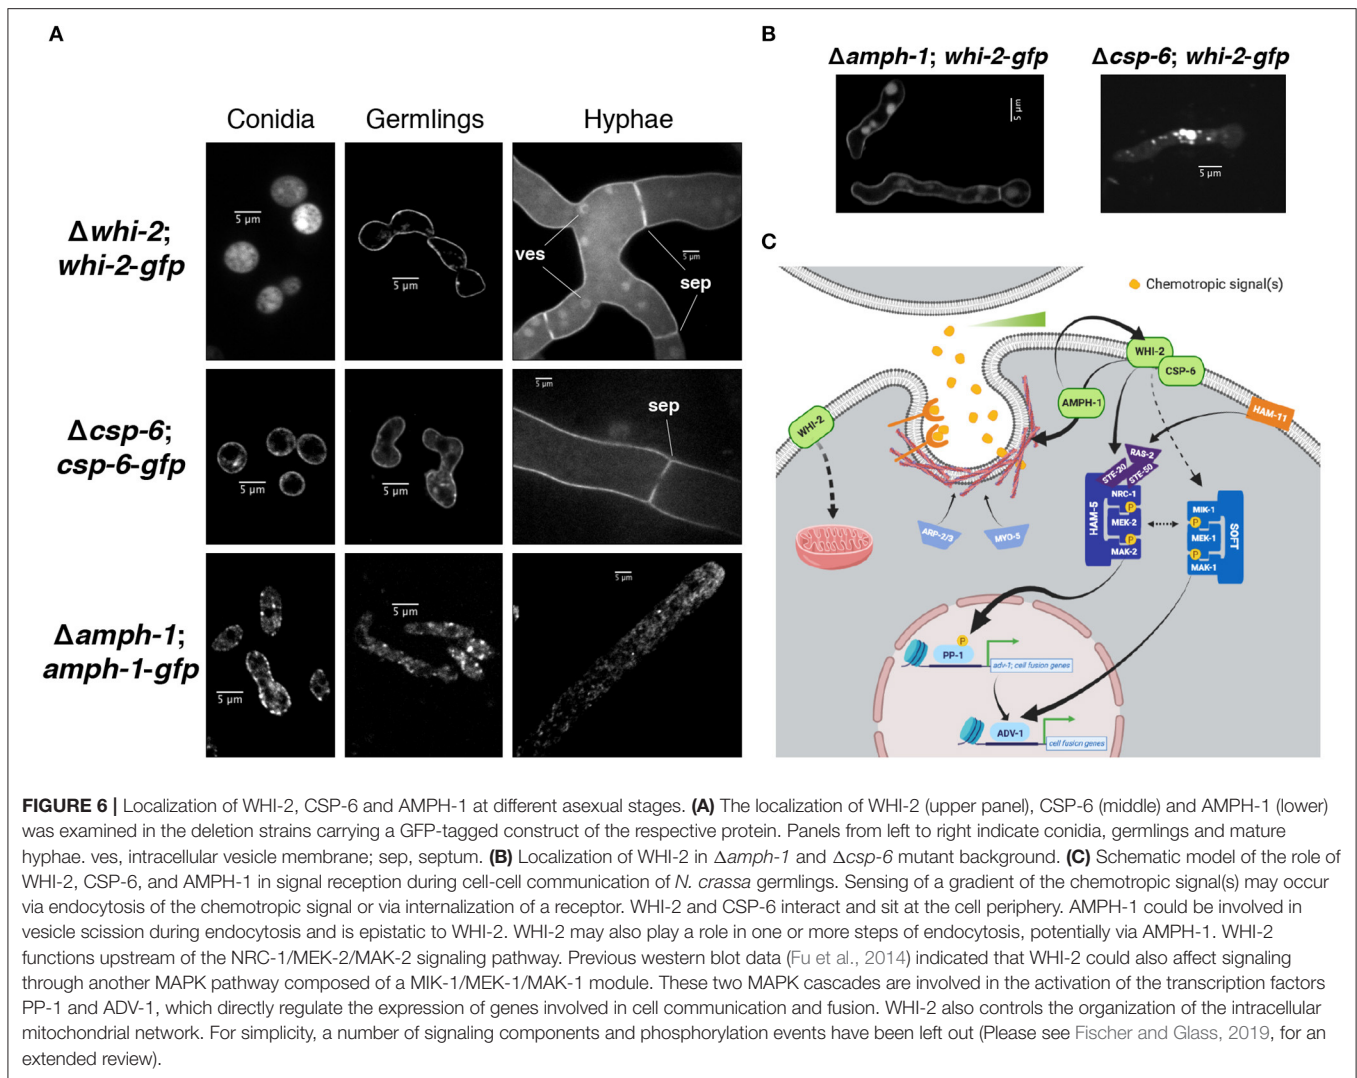 A
Conidia
Germlings
Hyphae
Δwhi-2;
whi-2-gfp
5 µm
5 µm
5 µm
ves
sep
Δcsp-6;
csp-6-gfp
5 µm
5 µm
5 µm
sep
Δamph-1;
amph-1-gfp
5 µm
5 µm
5 µm
B
Δamph-1; whi-2-gfp
Δcsp-6; whi-2-gfp
5 µm
5 µm
C
Chemotropic signal(s)
WHI-2
CSP-6
AMPH-1
HAM-11
WHI-2
RAS-2
STE-20
STE-50
NRC-1
P
MEK-2
P
MAK-2
HAM-5
MIK-1
P
MEK-1
P
MAK-1
SOFT
ARP-2/3
MYO-5
P
PP-1
adv-1; cell fusion genes
ADV-1
cell fusion genes
FIGURE 6 | Localization of WHI-2, CSP-6 and AMPH-1 at different asexual stages. (A) The localization of WHI-2 (upper panel), CSP-6 (middle) and AMPH-1 (lower)
was examined in the deletion strains carrying a GFP-tagged construct of the respective protein. Panels from left to right indicate conidia, germlings and mature
hyphae. ves, intracellular vesicle membrane; sep, septum. (B) Localization of WHI-2 in Δamph-1 and Δcsp-6 mutant background. (C) Schematic model of the role of
WHI-2, CSP-6, and AMPH-1 in signal reception during cell-cell communication of N. crassa germlings. Sensing of a gradient of the chemotropic signal(s) may occur
via endocytosis of the chemotropic signal or via internalization of a receptor. WHI-2 and CSP-6 interact and sit at the cell periphery. AMPH-1 could be involved in
vesicle scission during endocytosis and is epistatic to WHI-2. WHI-2 may also play a role in one or more steps of endocytosis, potentially via AMPH-1. WHI-2
functions upstream of the NRC-1/MEK-2/MAK-2 signaling pathway. Previous western blot data (Fu et al., 2014) indicated that WHI-2 could also affect signaling
through another MAPK pathway composed of a MIK-1/MEK-1/MAK-1 module. These two MAPK cascades are involved in the activation of the transcription factors
PP-1 and ADV-1, which directly regulate the expression of genes involved in cell communication and fusion. WHI-2 also controls the organization of the intracellular
mitochondrial network. For simplicity, a number of signaling components and phosphorylation events have been left out (Please see Fischer and Glass, 2019, for an
extended review).